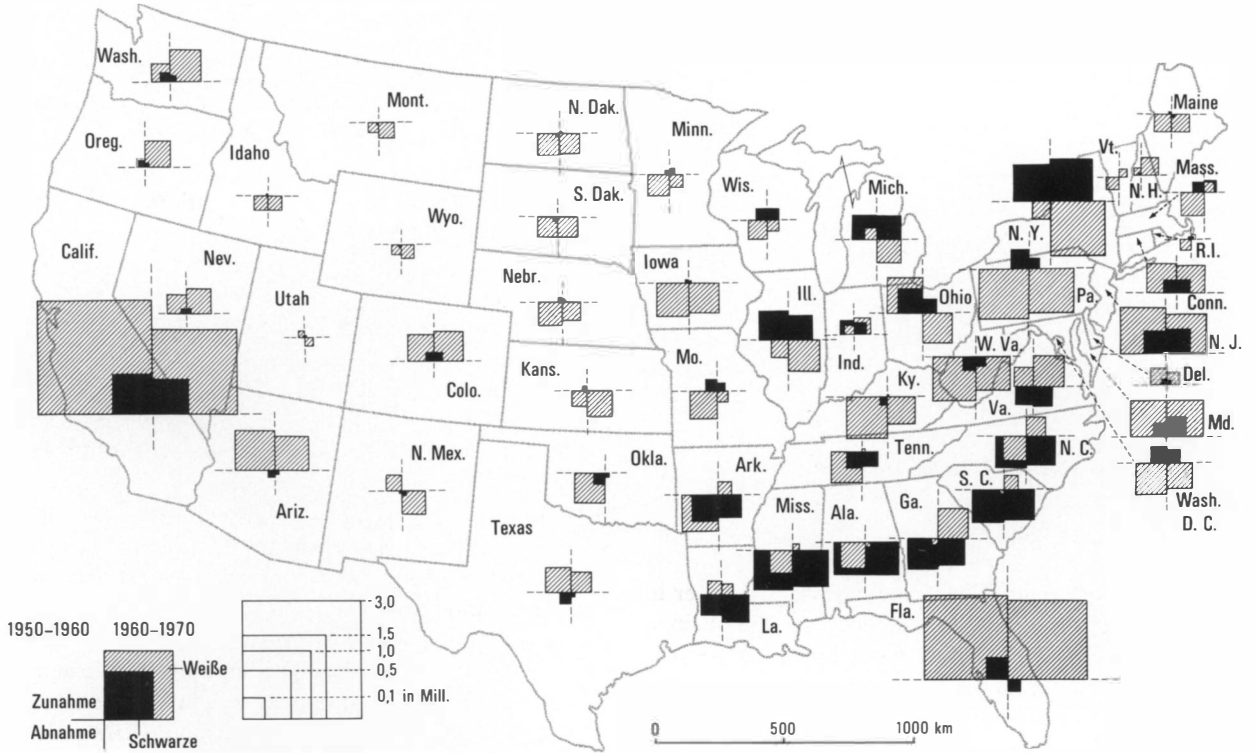 Wash.
Mont.
N. Dak.
Minn.
Maine
Oreg.
Idaho
Vt.
Mass.
Wis.
Mich.
N. H.
S. Dak.
Wyo.
N. Y.
R. I.
Calif.
Nev.
Iowa
Nebr.
Utah
Ill.
Ohio
Pa.
Conn.
N. J.
Colo.
Kans.
Mo.
Ind.
W. Va.
Ky.
Va.
Del.
Md.
N. Mex.
Okla.
Ark.
Tenn.
N. C.
S. C.
Ariz.
Texas
Miss.
Ala.
Ga.
Wash.
D. C.
La.
Fla.
1950–1960 1960–1970
Weiße
Zunahme
Abnahme
Schwarze
3,0
1,5
1,0
0,5
0,1 in Mill.
0 500 1000 km